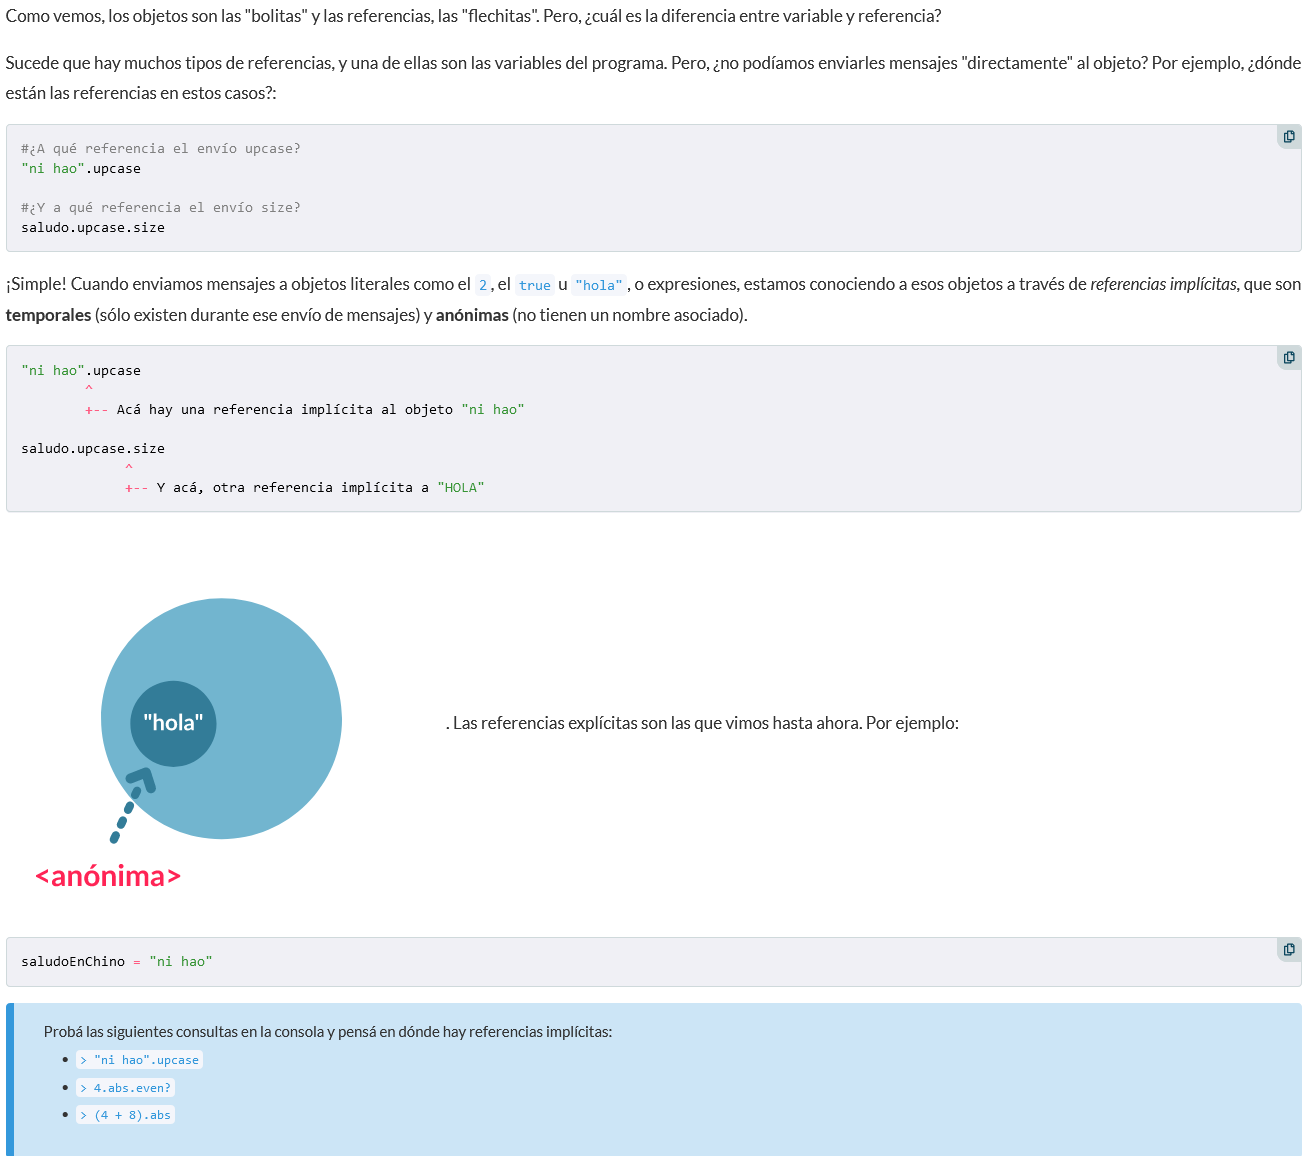 Como vemos, los objetos son las "bolitas" y las referencias, las "flechitas". Pero, ¿cuál es la diferencia entre variable y referencia?
Sucede que hay muchos tipos de referencias, y una de ellas son las variables del programa. Pero, ¿no podíamos enviarles mensajes "directamente" al objeto? Por ejemplo, ¿dónde
están las referencias en estos casos?:
#¿A qué referencia el envío upcase?
"ni hao".upcase
#¿Y a qué referencia el envío size?
saludo.upcase.size
¡Simple! Cuando enviamos mensajes a objetos literales como el 2, el true u "hola", o expresiones, estamos conociendo a esos objetos a través de referencias implícitas, que son
temporales (sólo existen durante ese envío de mensajes) y anónimas (no tienen un nombre asociado).
"ni hao".upcase
^
+-- Acá hay una referencia implícita al objeto "ni hao"
saludo.upcase.size
^
+-- Y acá, otra referencia implícita a "HOLA"
"hola"
. Las referencias explícitas son las que vimos hasta ahora. Por ejemplo:
<anónima>
saludoEnChino = "ni hao"
Probá las siguientes consultas en la consola y pensá en dónde hay referencias implícitas:
• > "ni hao".upcase
• > 4.abs.even?
• > (4 + 8).abs